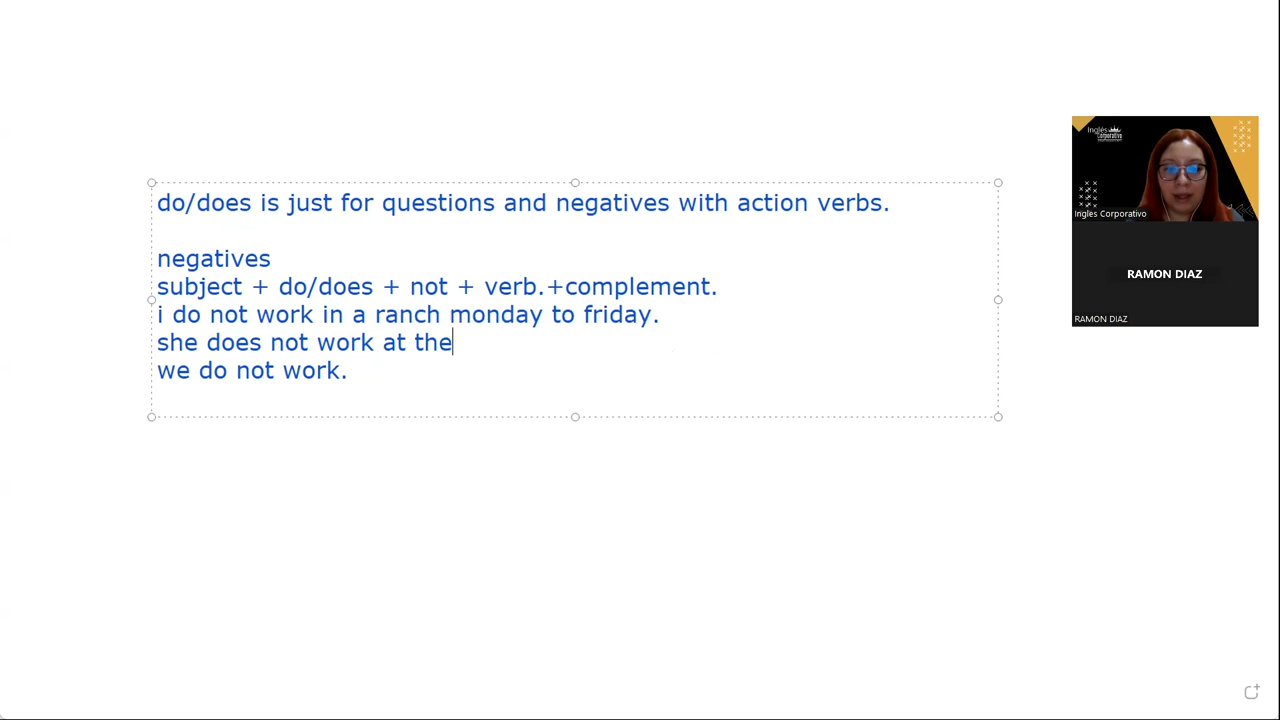 do/does is just for questions and negatives with action verbs.
negatives
subject + do/does + not + verb.+complement.
i do not work in a ranch monday to friday.
she does not work at the
we do not work.
Inglés
Corporativo
Ingles Corporativo
RAMON DIAZ
RAMON DIAZ